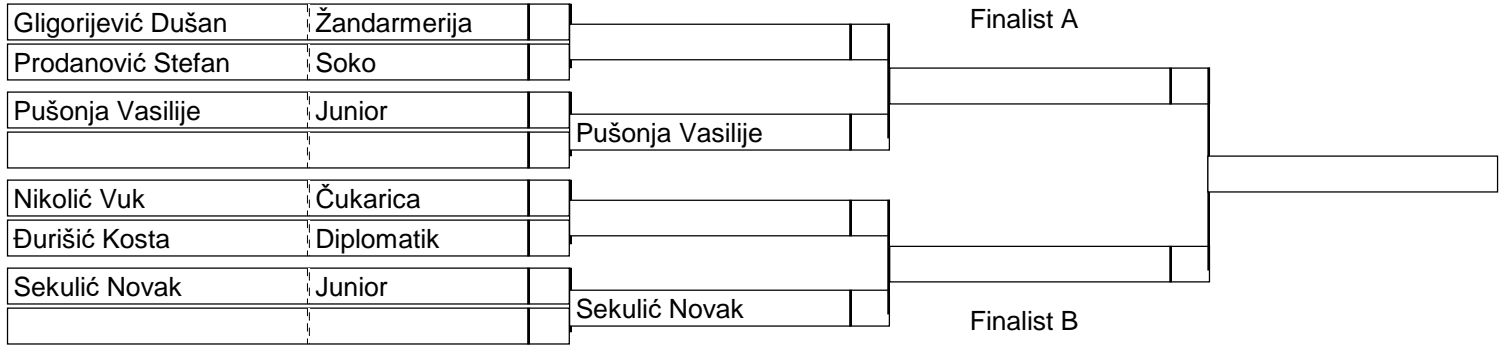 Finalist A
Gligorijević Dušan Žandarmerija
Prodanović Stefan Soko
Pušonja Vasilije Junior
Pušonja Vasilije
Nikolić Vuk Čukarica
Đurišić Kosta Diplomatik
Sekulić Novak Junior
Sekulić Novak
Finalist B